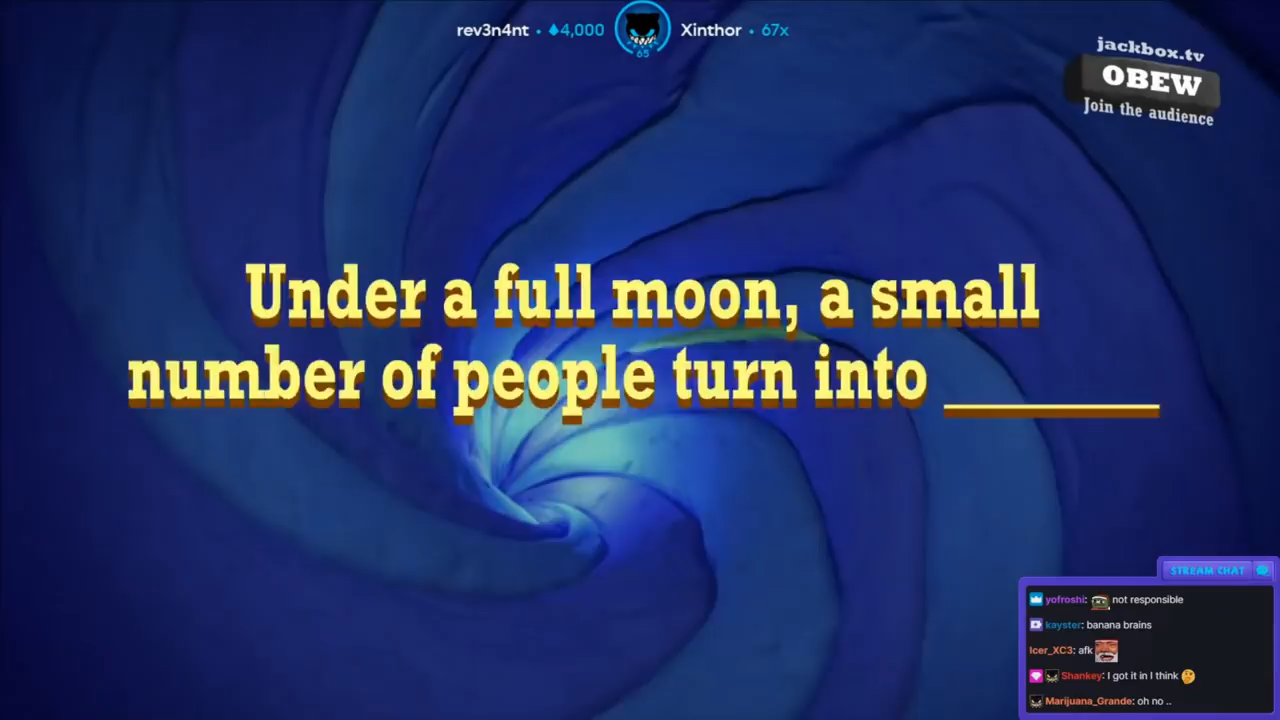 rev3n4nt • 4,000 65 Xinthor • 67x
jackbox.tv
OBEW
Join the audience
Under a full moon, a small
number of people turn into ______
STREAM CHAT
yofroshi: not responsible
kayster: banana brains
Icer_XC3: afk
Shankey: I got it in I think 🤔
Marijuana_Grande: oh no ..